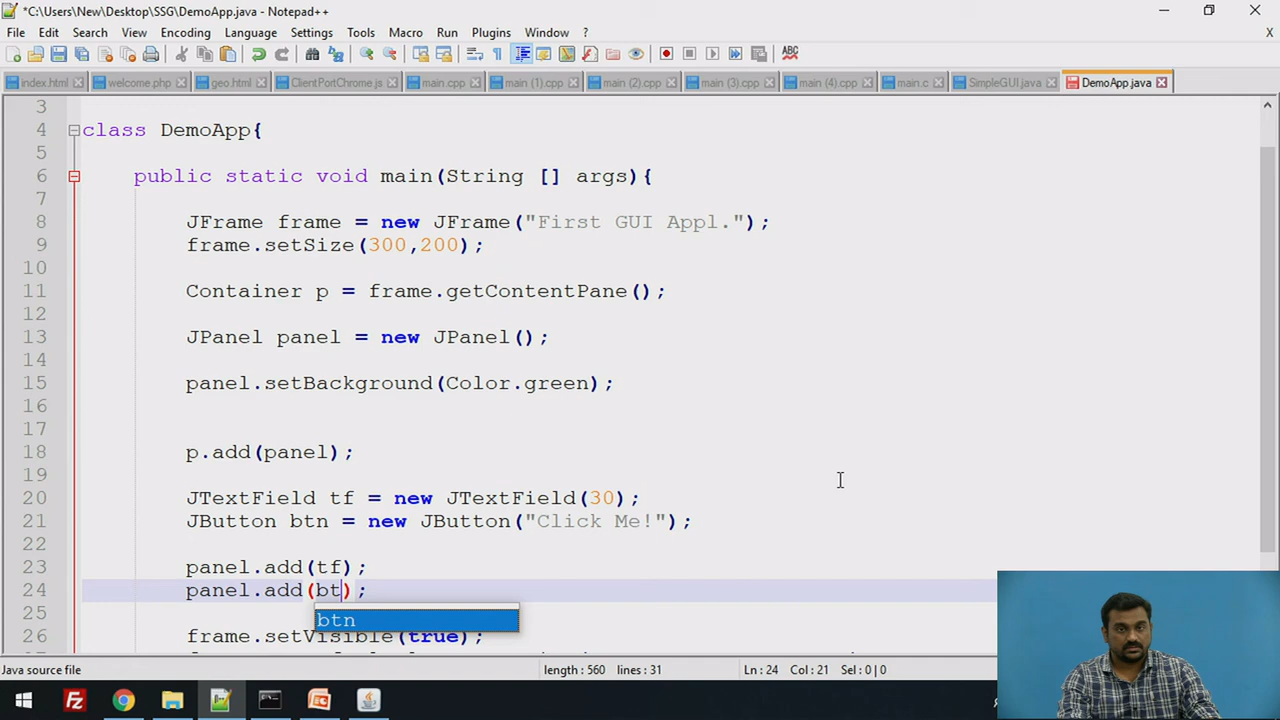 *C:\Users\New\Desktop\SSG\DemoApp.java - Notepad++
File Edit Search View Encoding Language Settings Tools Macro Run Plugins Window ? X
index.html welcome.php geo.html ClientPortChrome.js main.cpp main (1).cpp main (2).cpp main (3).cpp main (4).cpp main.c SimpleGUI.java DemoApp.java
3
4 class DemoApp{
5
6 public static void main(String [] args){
7
8 JFrame frame = new JFrame("First GUI Appl.");
9 frame.setSize(300,200);
10
11 Container p = frame.getContentPane();
12
13 JPanel panel = new JPanel();
14
15 panel.setBackground(Color.green);
16
17
18 p.add(panel);
19
20 JTextField tf = new JTextField(30);
21 JButton btn = new JButton("Click Me!");
22
23 panel.add(tf);
24 panel.add(bt);
25 btn
26 frame.setVisible(true);
Java source file length : 560 lines : 31 Ln : 24 Col : 21 Sel : 0 | 0